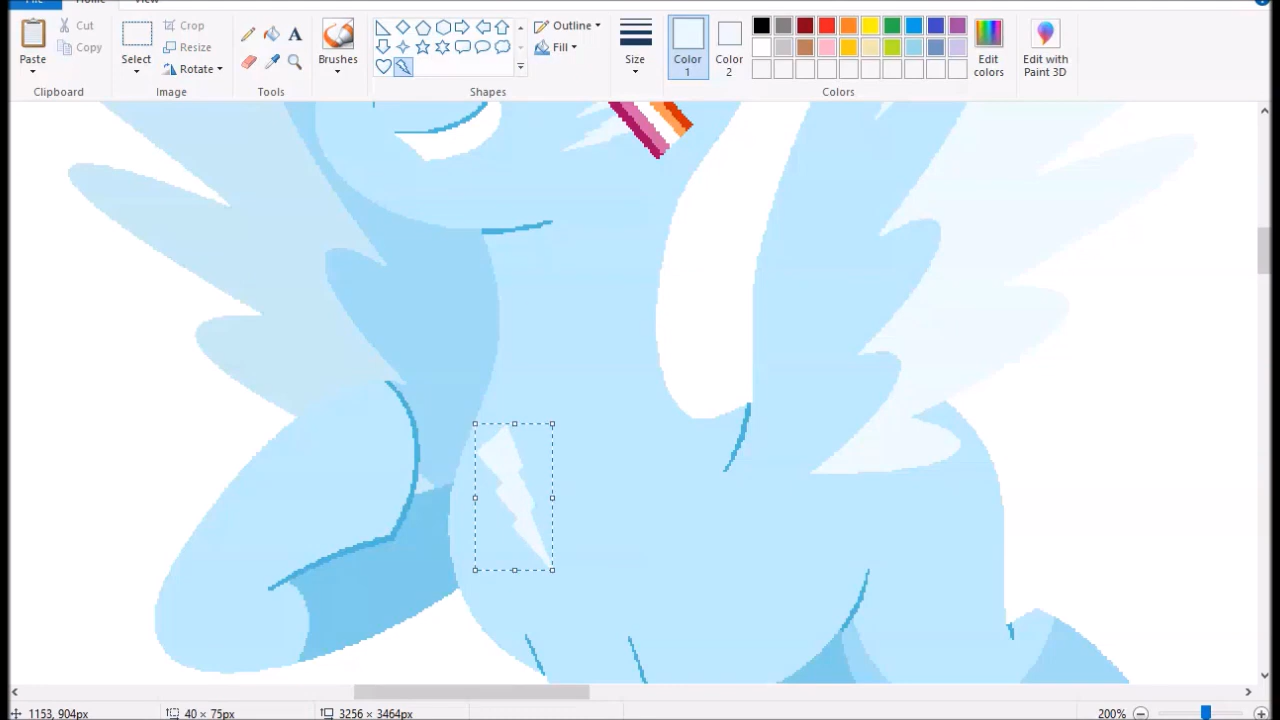 File Home View
Cut
Copy
Paste
Clipboard
Crop
Resize
Rotate
Select
Image
A
Tools
Brushes
Outline
Fill
Shapes
Size
Color
1
Color
2
Edit
colors
Colors
Edit with
Paint 3D
1153, 904px
40 × 75px
3256 × 3464px
200%